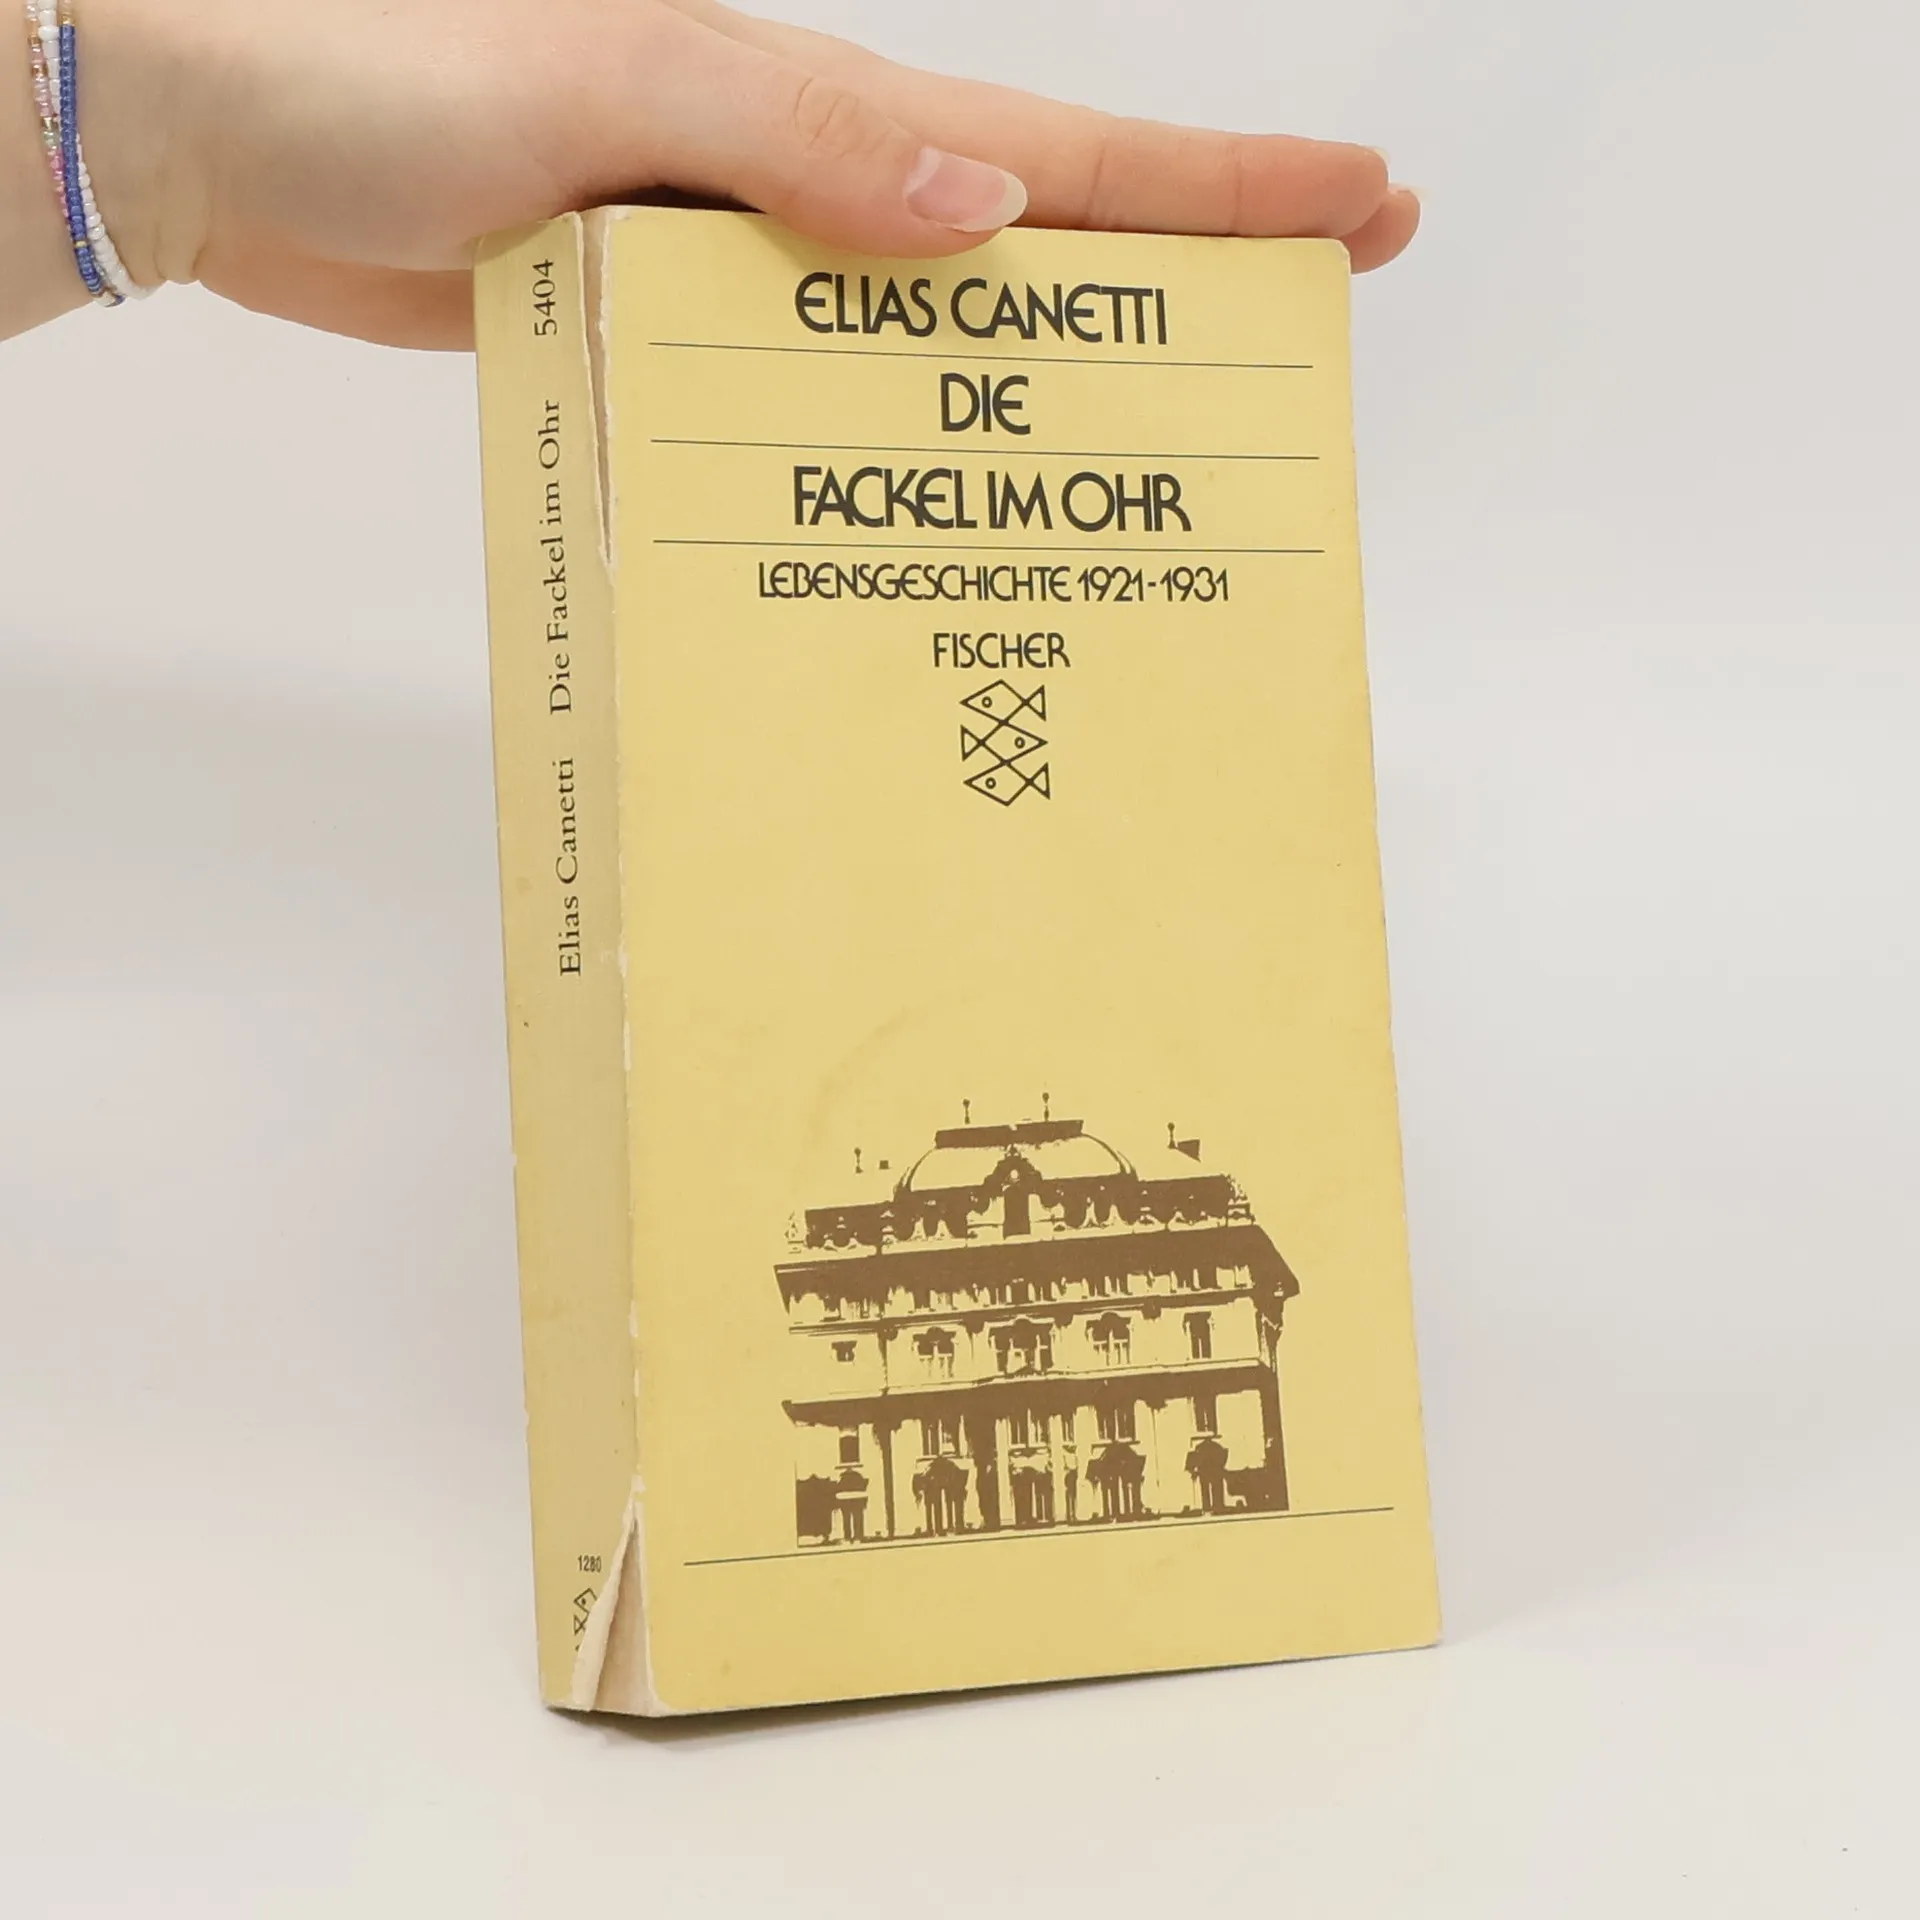 ELIAS CANETTI
DIE
FACKEL IM OHR
LEBENSGESCHICHTE 1921-1931
FISCHER
Elias Canetti Die Fackel im Ohr 5404
1280